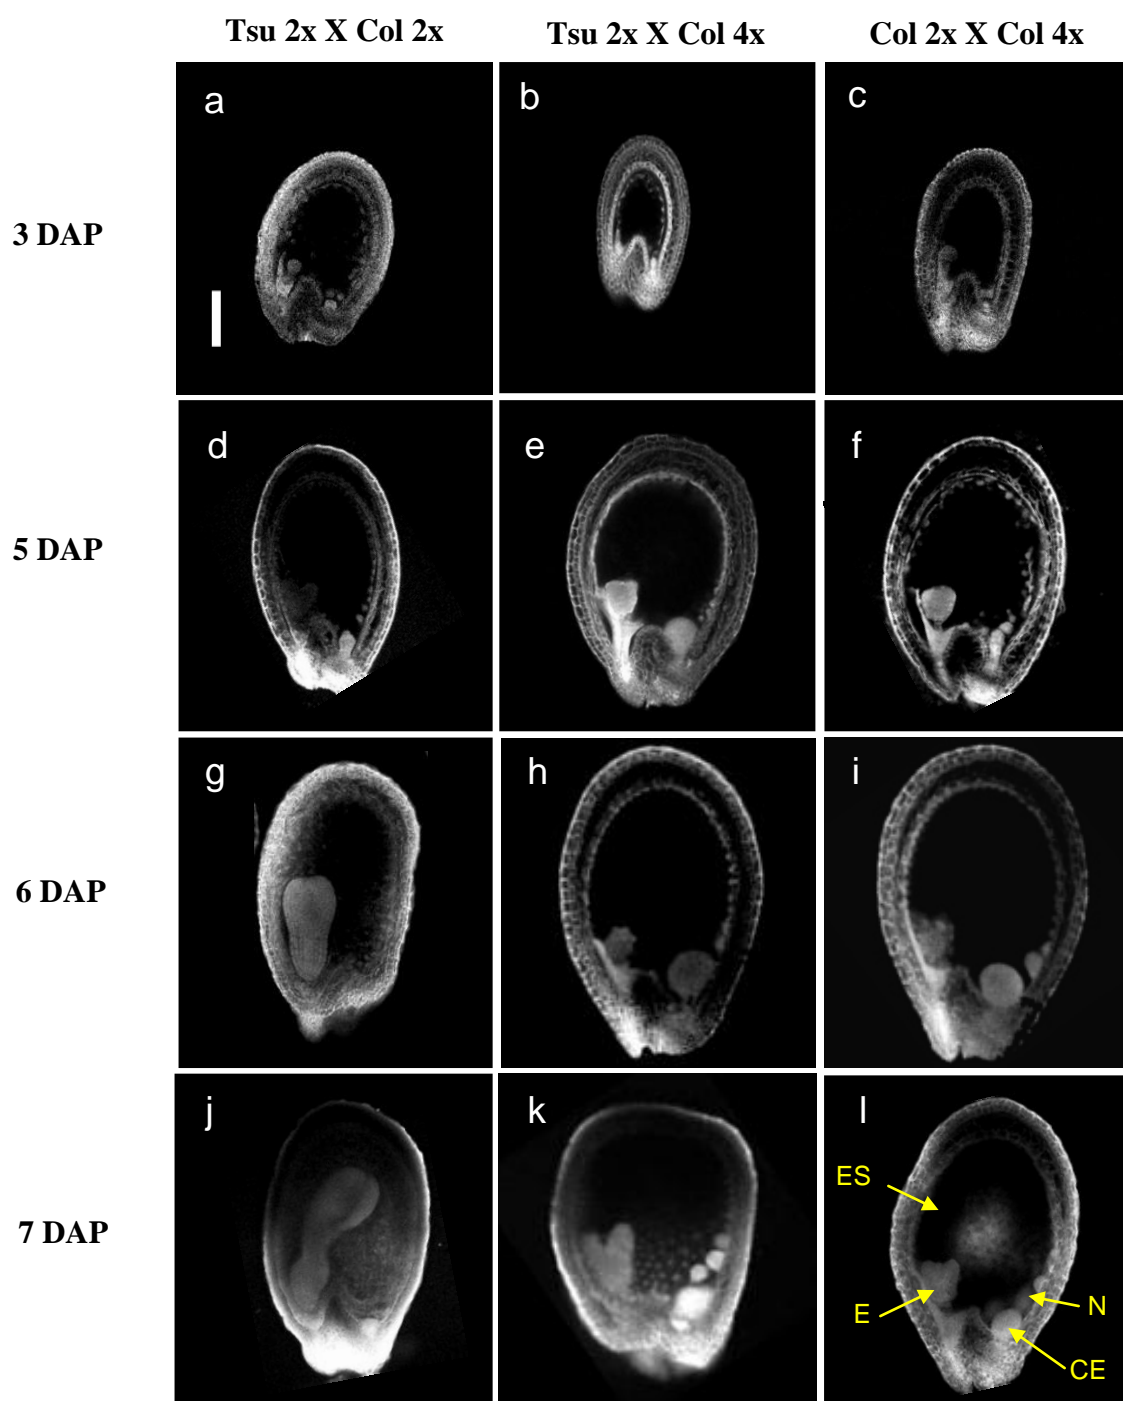 Tsu 2x X Col 2x
Tsu 2x X Col 4x
Col 2x X Col 4x
3 DAP
a
b
c
5 DAP
d
e
f
6 DAP
g
h
i
7 DAP
j
k
l
ES
E
N
CE